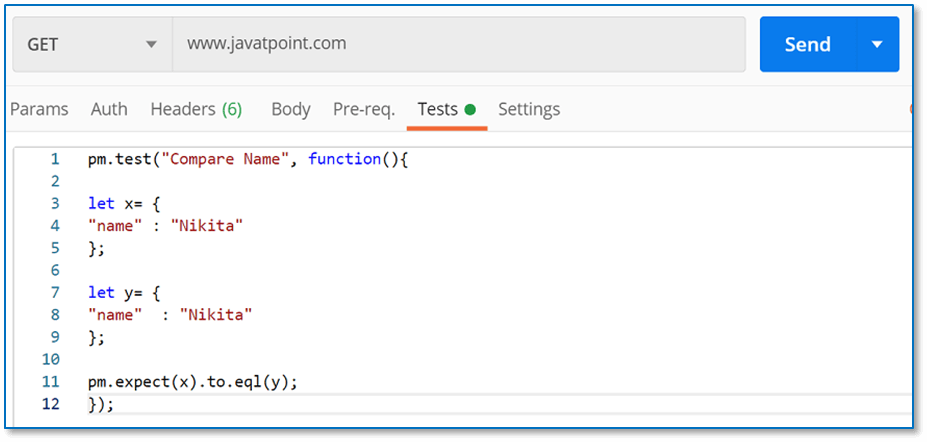 GET www.javatpoint.com Send
Params Auth Headers (6) Body Pre-req. Tests Settings
1 pm.test("Compare Name", function(){
2
3 let x= {
4 "name" : "Nikita"
5 };
6
7 let y= {
8 "name"  : "Nikita"
9 };
10
11 pm.expect(x).to.eql(y);
12 });